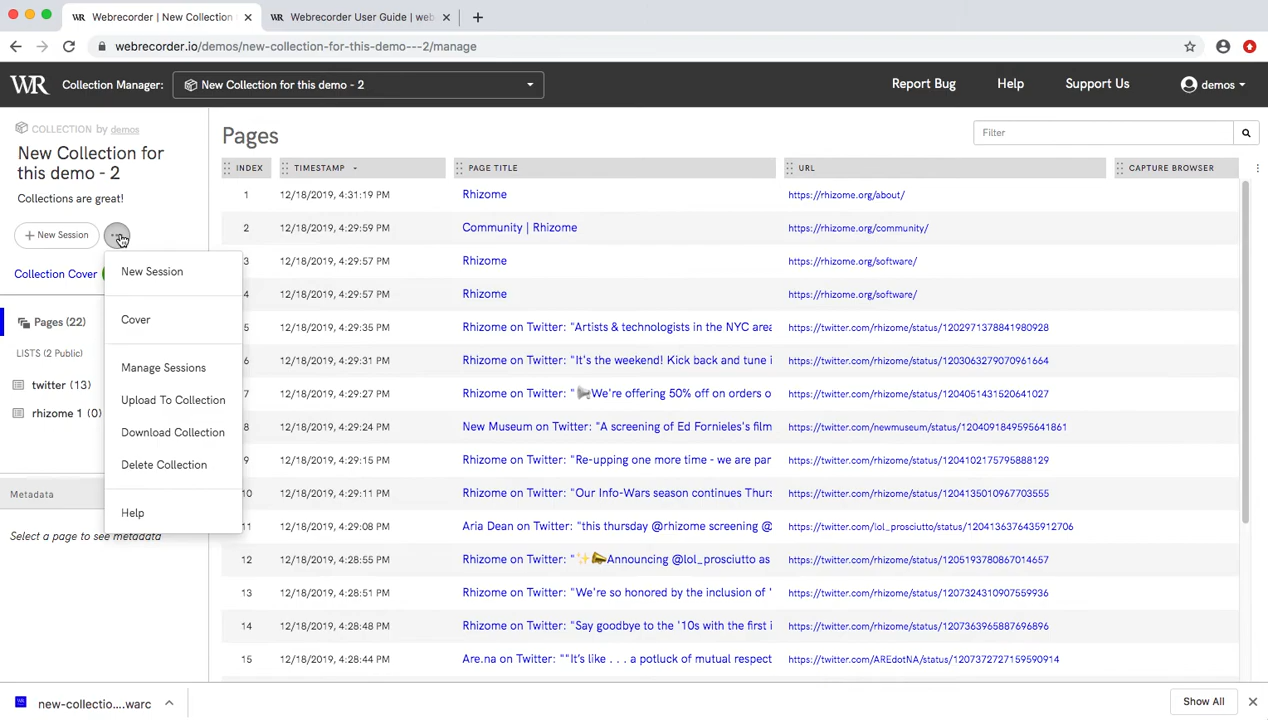 Webrecorder | New Collection
Webrecorder User Guide | web
webrecorder.io/demos/new-collection-for-this-demo---2/manage
WR
Collection Manager:
New Collection for this demo - 2
Report Bug
Help
Support Us
demos
COLLECTION by demos
New Collection for
this demo - 2
Collections are great!
+ New Session
Collection Cover
Pages (22)
LISTS (2 Public)
twitter (13)
rhizome 1 (0)
Metadata
Select a page to see metadata
New Session
Cover
Manage Sessions
Upload To Collection
Download Collection
Delete Collection
Help
Pages
Filter
INDEX TIMESTAMP PAGE TITLE URL CAPTURE BROWSER
1 12/18/2019, 4:31:19 PM Rhizome https://rhizome.org/about/
2 12/18/2019, 4:29:59 PM Community | Rhizome https://rhizome.org/community/
3 12/18/2019, 4:29:57 PM Rhizome https://rhizome.org/software/
4 12/18/2019, 4:29:57 PM Rhizome https://rhizome.org/software/
5 12/18/2019, 4:29:35 PM Rhizome on Twitter: "Artists & technologists in the NYC area https://twitter.com/rhizome/status/1202971378841980928
6 12/18/2019, 4:29:31 PM Rhizome on Twitter: "It's the weekend! Kick back and tune i https://twitter.com/rhizome/status/1203063279070961664
7 12/18/2019, 4:29:27 PM Rhizome on Twitter: "📣We're offering 50% off on orders o https://twitter.com/rhizome/status/1204051431520641027
8 12/18/2019, 4:29:24 PM New Museum on Twitter: "A screening of Ed Fornieles's film https://twitter.com/newmuseum/status/1204091849595641861
9 12/18/2019, 4:29:15 PM Rhizome on Twitter: "Re-upping one more time - we are par https://twitter.com/rhizome/status/1204102175795888129
10 12/18/2019, 4:29:11 PM Rhizome on Twitter: "Our Info-Wars season continues Thurs https://twitter.com/rhizome/status/1204135010967703555
11 12/18/2019, 4:29:08 PM Aria Dean on Twitter: "this thursday @rhizome screening @ https://twitter.com/lol_prosciutto/status/1204136376435912706
12 12/18/2019, 4:28:55 PM Rhizome on Twitter: "✨📣Announcing @lol_prosciutto as https://twitter.com/rhizome/status/1205193780867014657
13 12/18/2019, 4:28:51 PM Rhizome on Twitter: "We're so honored by the inclusion of ' https://twitter.com/rhizome/status/1207324310907559936
14 12/18/2019, 4:28:48 PM Rhizome on Twitter: "Say goodbye to the '10s with the first i https://twitter.com/rhizome/status/1207363965887696896
15 12/18/2019, 4:28:44 PM Are.na on Twitter: ""It's like . . . a potluck of mutual respect https://twitter.com/AREdotNA/status/1207372727159590914
new-collectio....warc
Show All